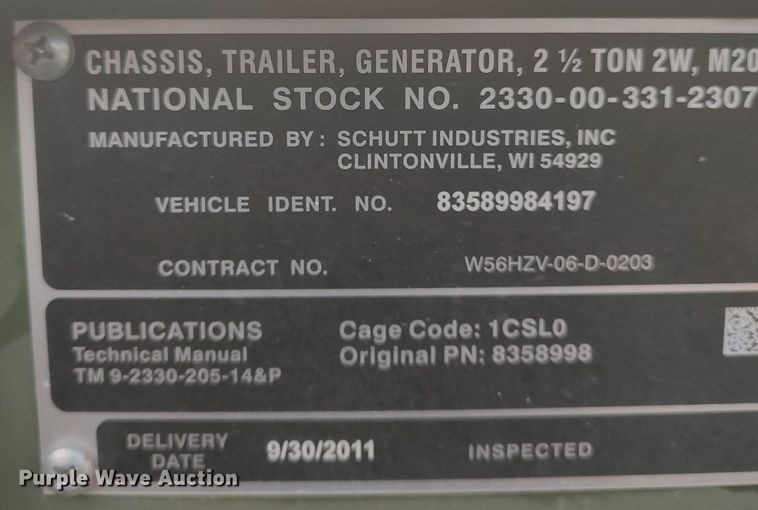 CHASSIS, TRAILER, GENERATOR, 2 ½ TON 2W, M20
NATIONAL STOCK NO. 2330-00-331-2307
MANUFACTURED BY: SCHUTT INDUSTRIES, INC
CLINTONVILLE, WI 54929
VEHICLE IDENT. NO. 83589984197
CONTRACT NO. W56HZV-06-D-0203
PUBLICATIONS Cage Code: 1CSL0
Technical Manual Original PN: 8358998
TM 9-2330-205-14&P
DELIVERY DATE 9/30/2011 INSPECTED
Purple Wave Auction